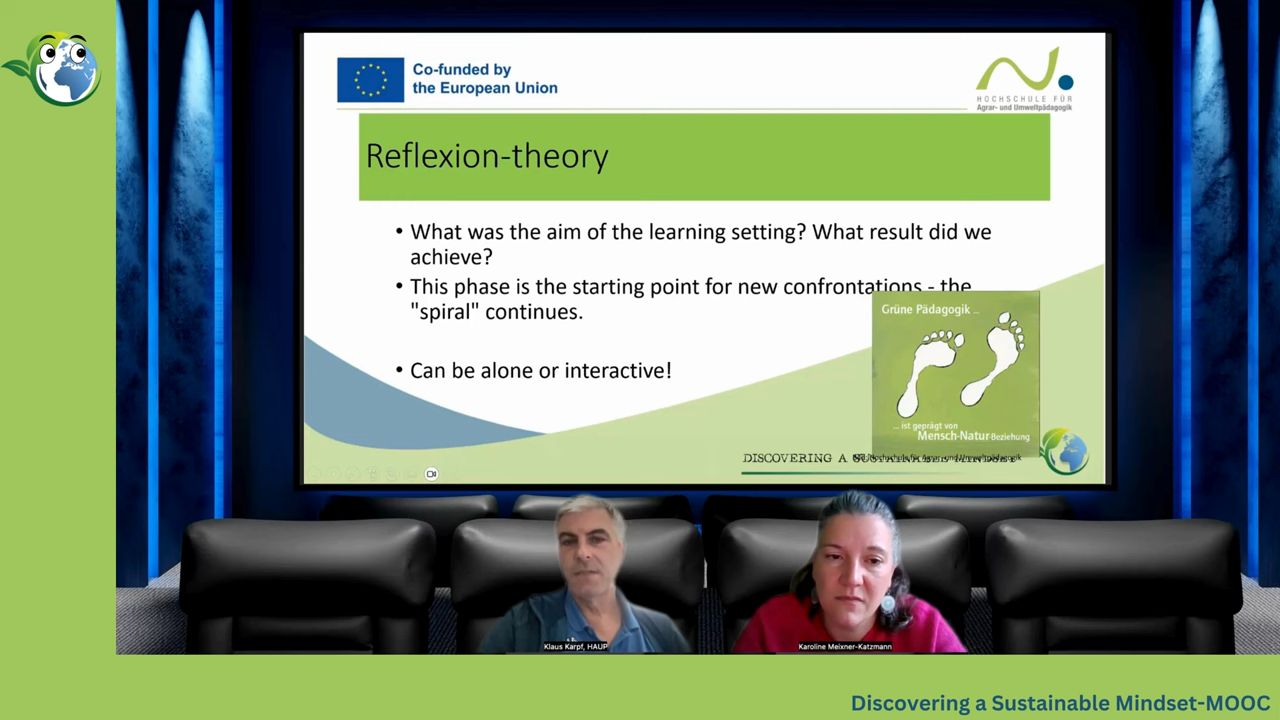 Co-funded by
the European Union
HOCHSCHULE FÜR
Agrar- und Umweltpädagogik
Reflexion-theory
• What was the aim of the learning setting? What result did we
achieve?
• This phase is the starting point for new confrontations - the
"spiral" continues.
• Can be alone or interactive!
Grüne Pädagogik ...
... ist geprägt von
Mensch-Natur-Beziehung
DISCOVERING A
Klaus Karpf, HAUP
Karoline Meixner-Katzmann
Discovering a Sustainable Mindset-MOOC